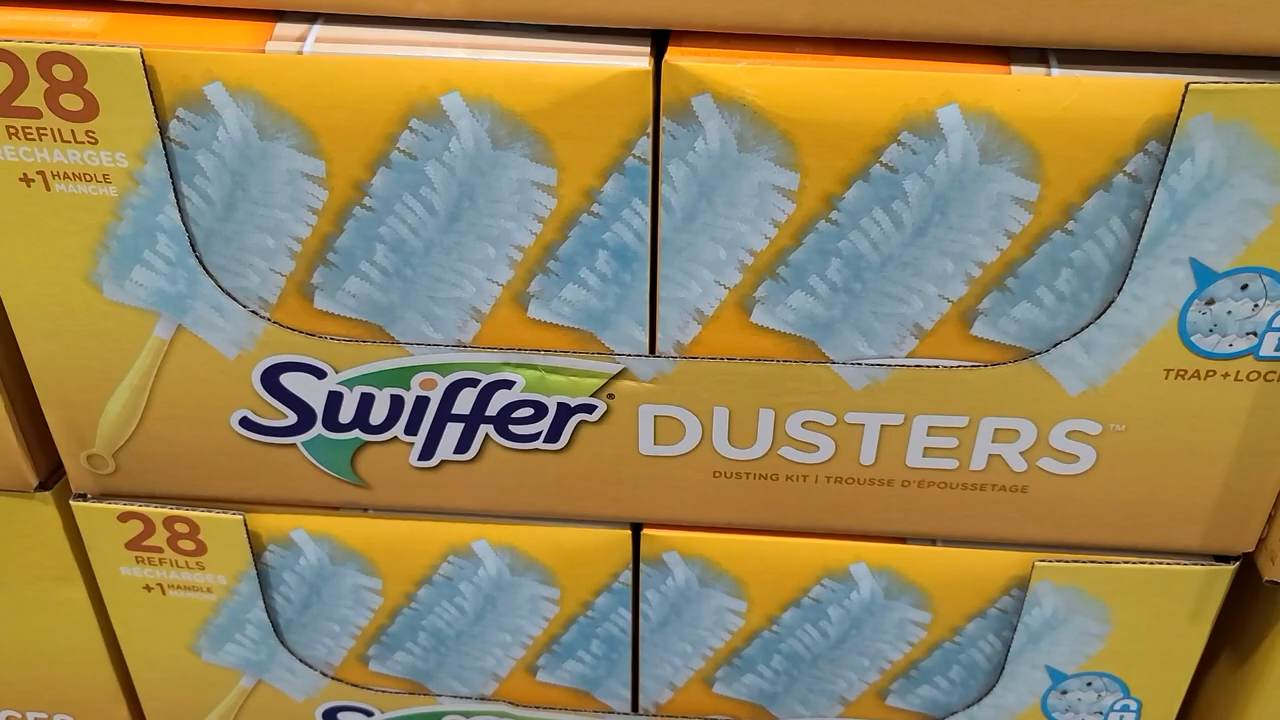 28
REFILLS
RECHARGES
+1 HANDLE
MANCHE
TRAP + LOCK
Swiffer®
DUSTERS™
DUSTING KIT | TROUSSE D'ÉPOUSSETAGE
28
REFILLS
RECHARGES
+1 HANDLE
MANCHE